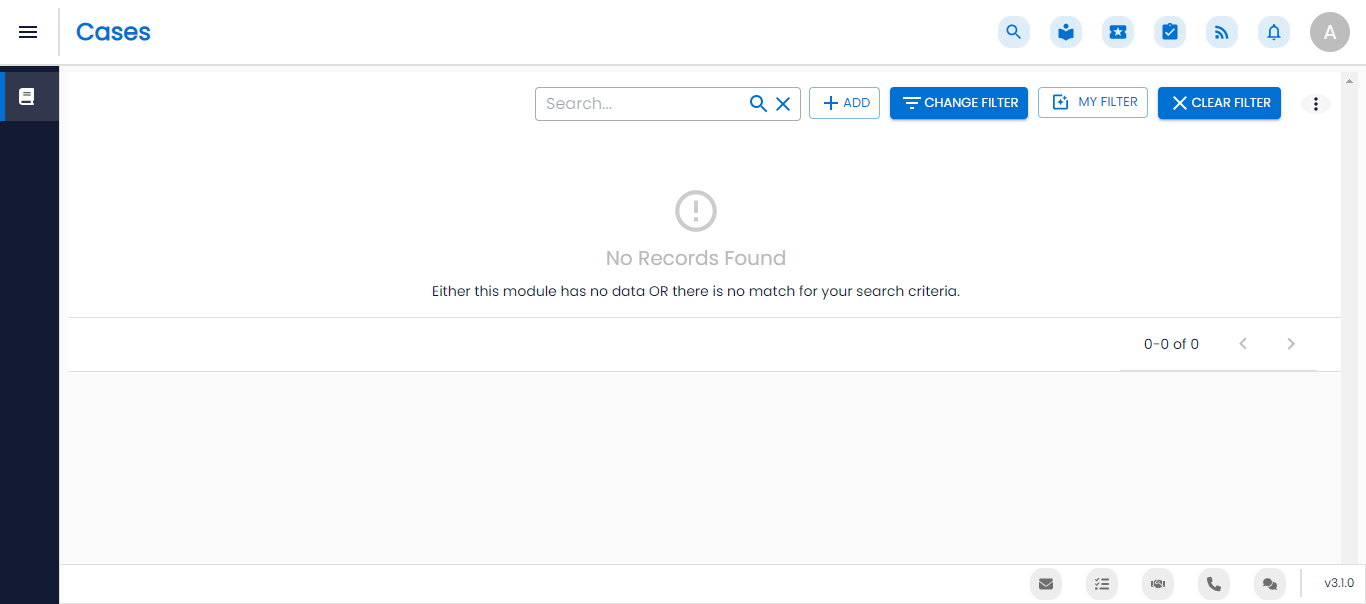 Cases
A
Search...
ADD
CHANGE FILTER
MY FILTER
CLEAR FILTER
No Records Found
Either this module has no data OR there is no match for your search criteria.
0-0 of 0
v3.1.0